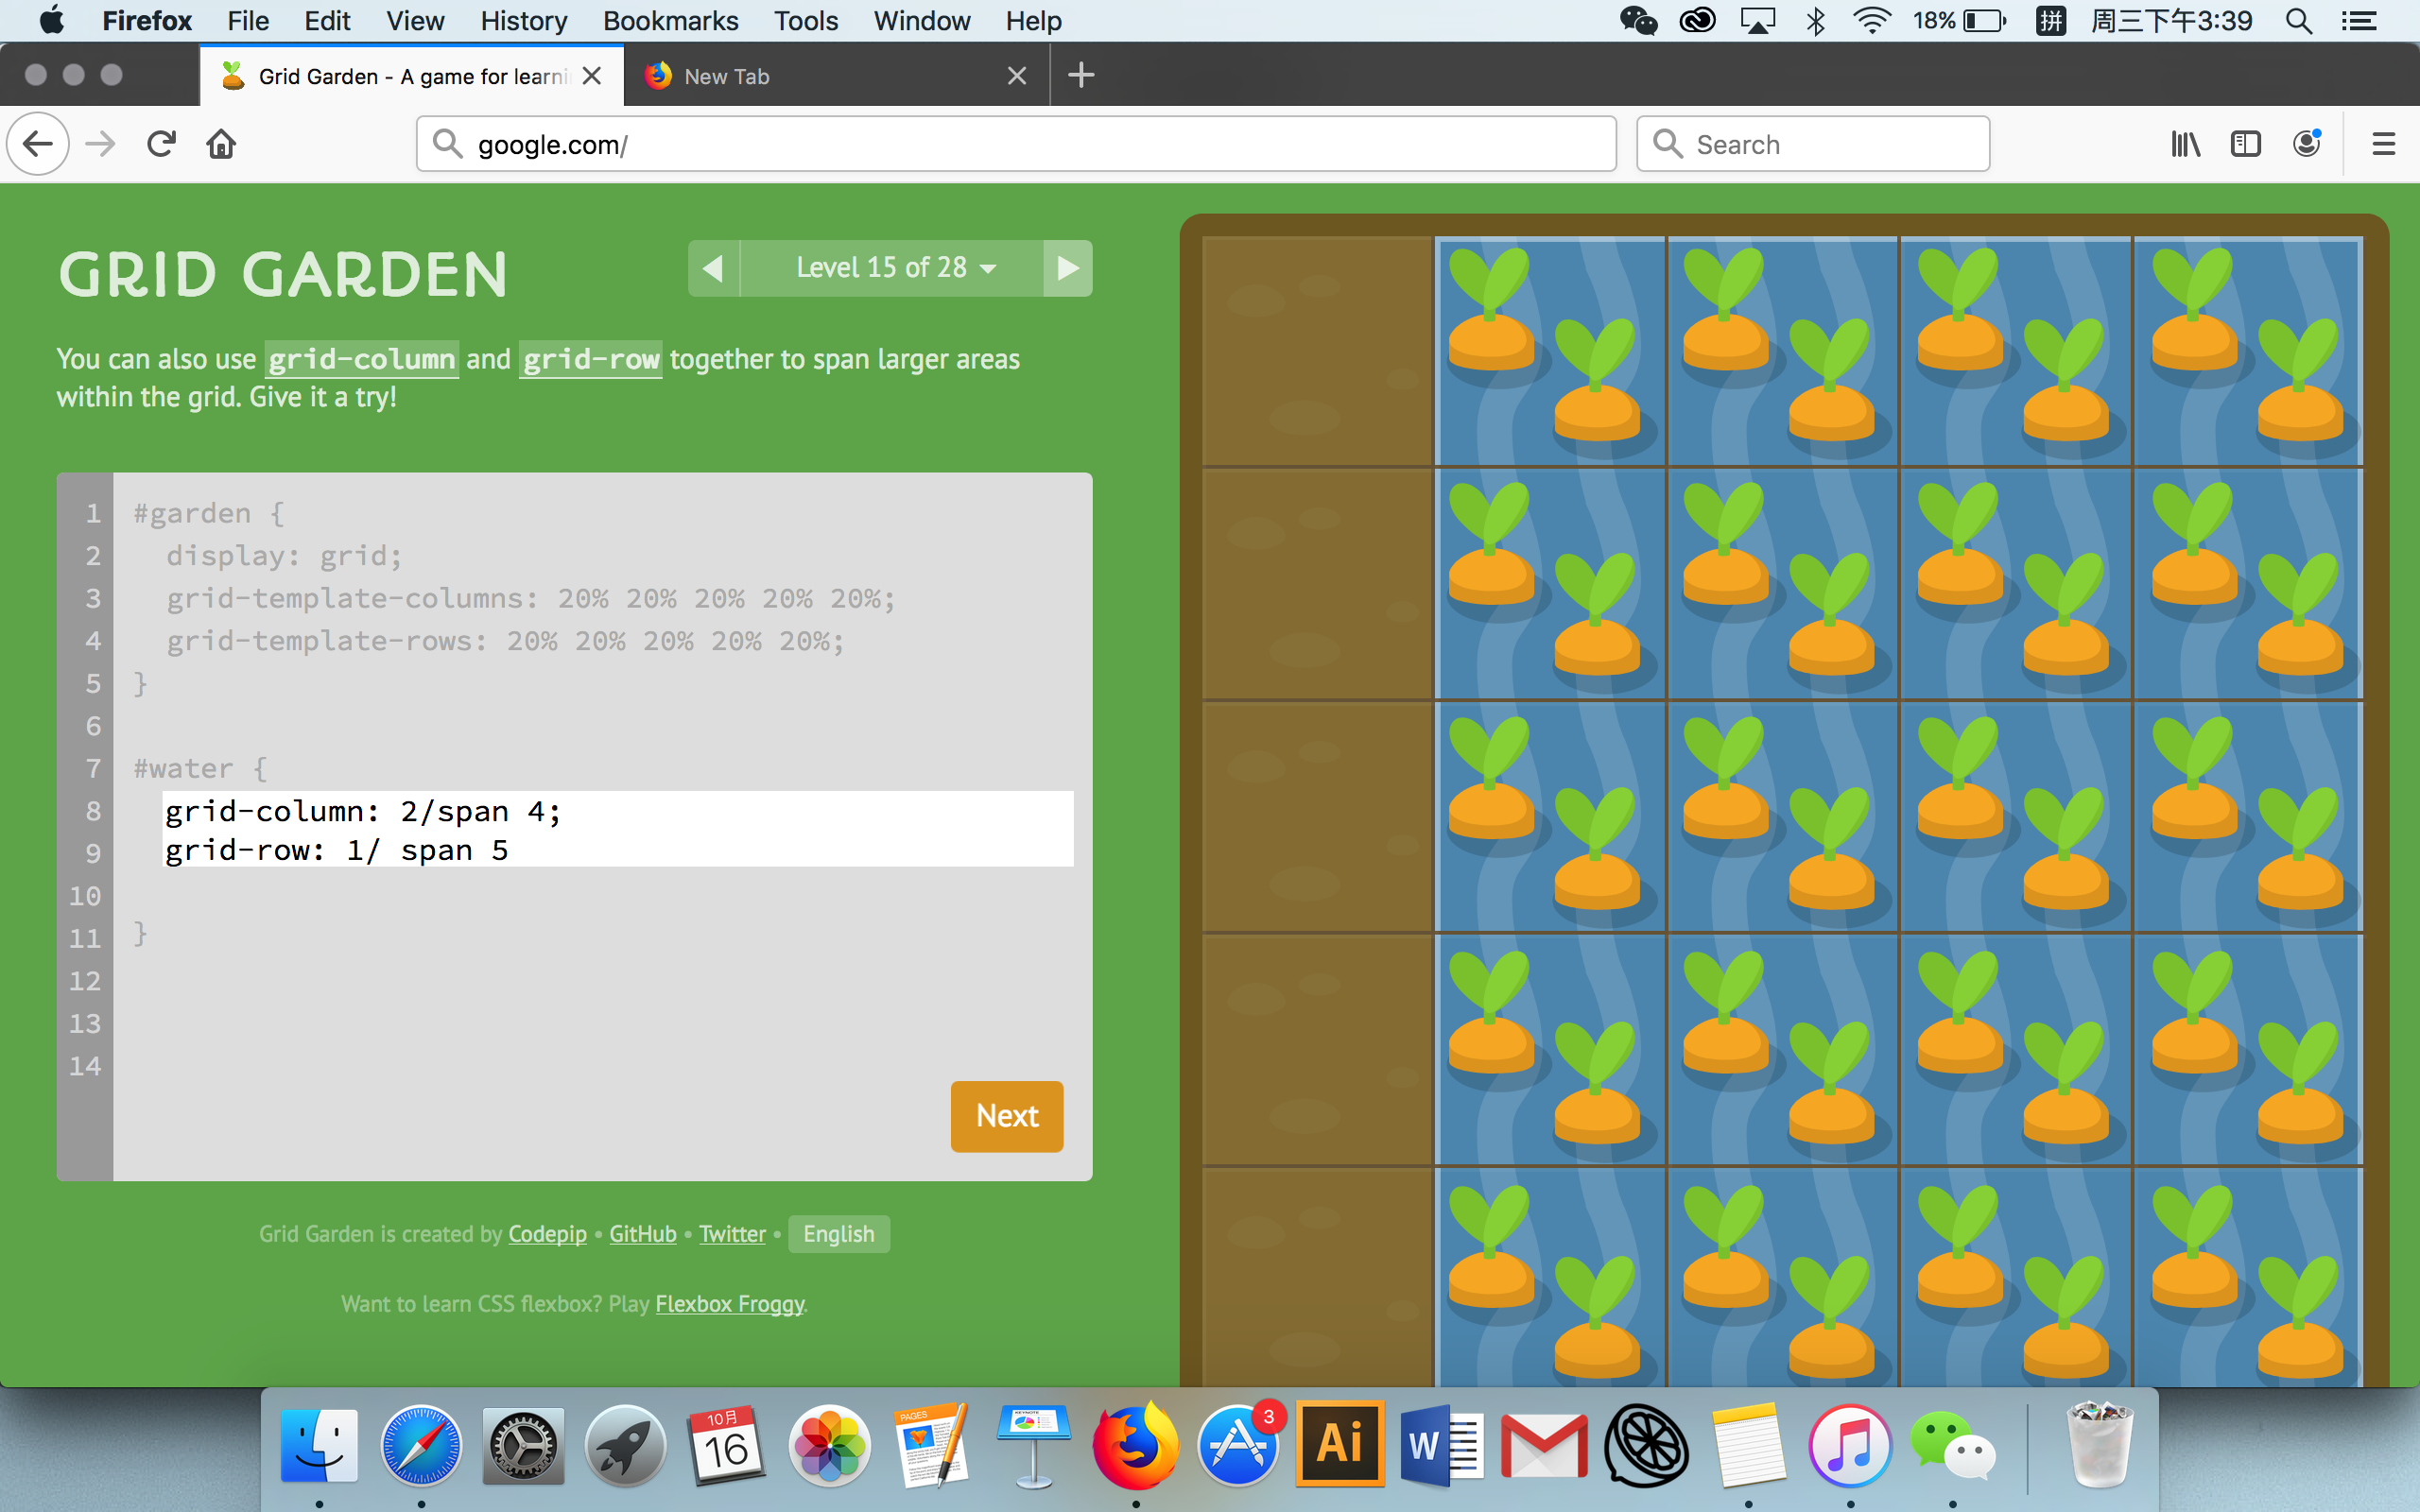 Firefox File Edit View History Bookmarks Tools Window Help 18% 拼 周三下午3:39
Grid Garden - A game for learni New Tab
google.com/ Search
GRID GARDEN
Level 15 of 28
You can also use grid-column and grid-row together to span larger areas
within the grid. Give it a try!
1 #garden {
2 display: grid;
3 grid-template-columns: 20% 20% 20% 20% 20%;
4 grid-template-rows: 20% 20% 20% 20% 20%;
5 }
6
7 #water {
8 grid-column: 2/span 4;
9 grid-row: 1/ span 5
10
11 }
12
13
14
Next
Grid Garden is created by Codepip • GitHub • Twitter • English
Want to learn CSS flexbox? Play Flexbox Froggy.
10月
16
PAGES
KEYNOTE
3
Ai
W